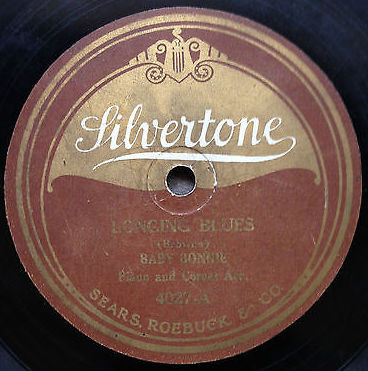 Silvertone
LONGING BLUES
BABY BONNIE
Piano and Cornet Acc.
4027-A
SEARS, ROEBUCK & CO.